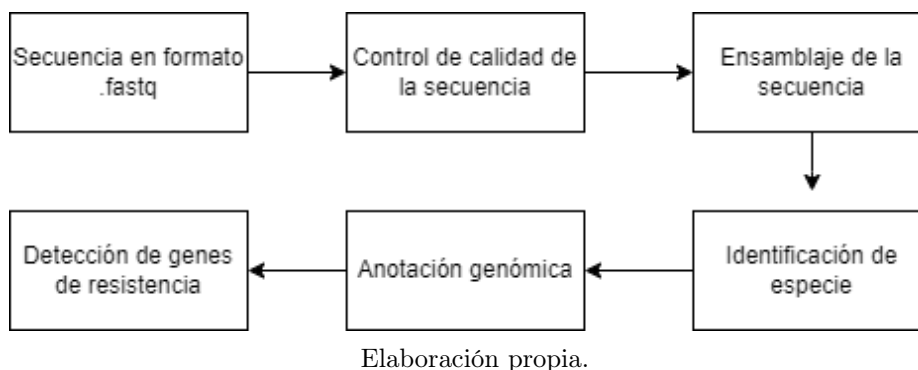 Secuencia en formato
.fastq
Control de calidad de
la secuencia
Ensamblaje de la
secuencia
Identificación de
especie
Anotación genómica
Detección de genes
de resistencia
Elaboración propia.